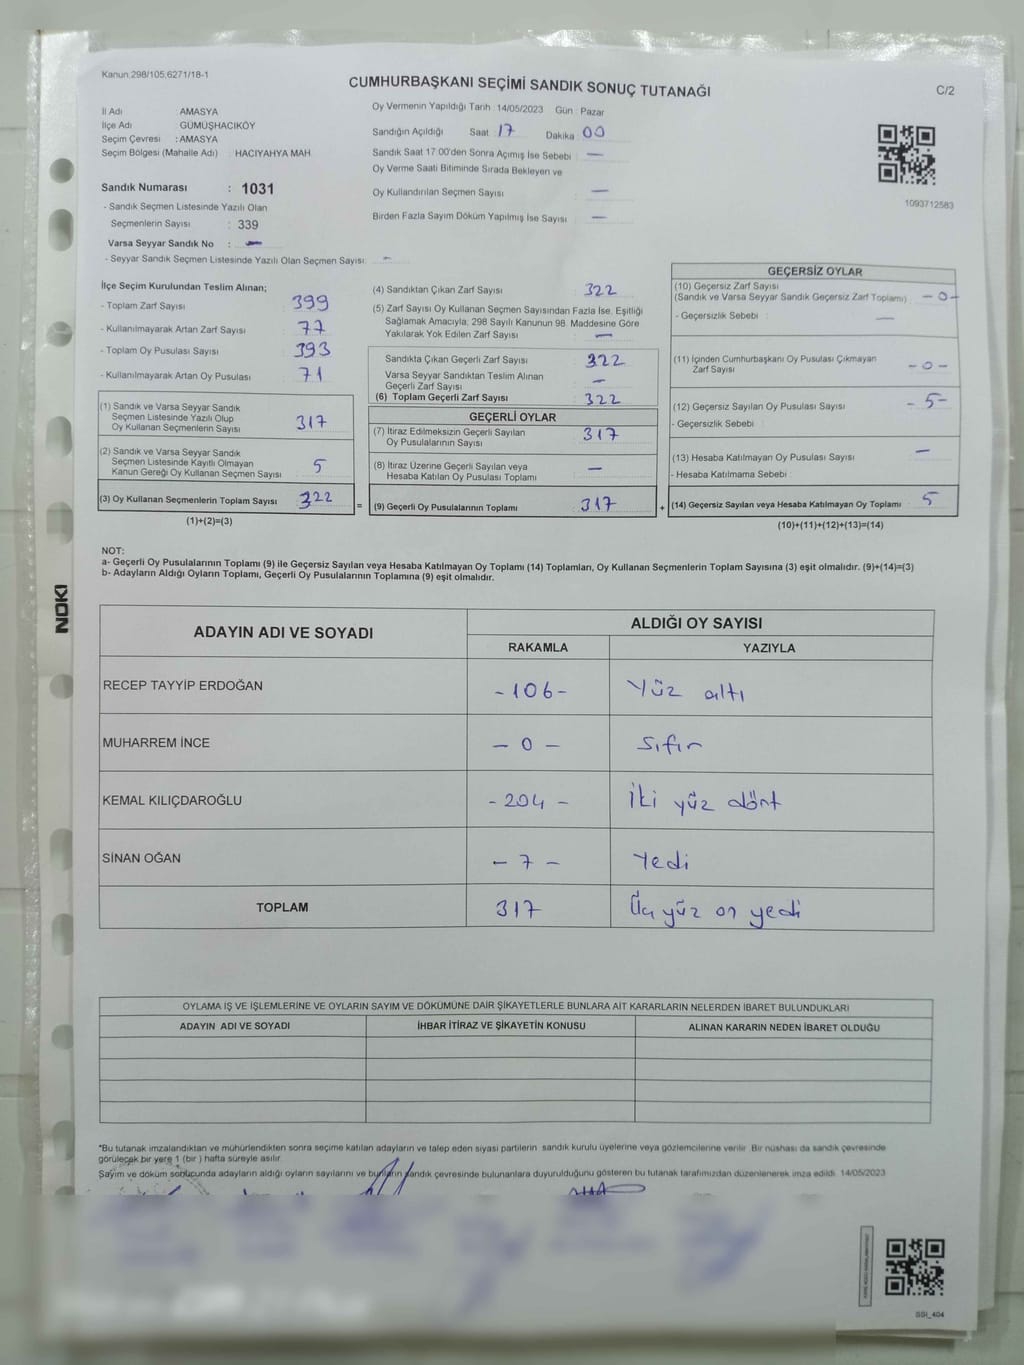 Kanun,298/105,6271/18-1
CUMHURBAŞKANI SEÇİMİ SANDIK SONUÇ TUTANAĞI
C/2
İl Adı : AMASYA
İlçe Adı : GÜMÜŞHACIKÖY
Seçim Çevresi : AMASYA
Seçim Bölgesi (Mahalle Adı) : HACIYAHYA MAH.
Sandık Numarası : 1031
- Sandık Seçmen Listesinde Yazılı Olan
Seçmenlerin Sayısı : 339
Varsa Seyyar Sandık No : -
- Seyyar Sandık Seçmen Listesinde Yazılı Olan Seçmen Sayısı: -
Oy Vermenin Yapıldığı Tarih : 14/05/2023 Gün : Pazar
Sandığın Açıldığı Saat 17 Dakika 00
Sandık Saat 17:00'den Sonra Açımış İse Sebebi : —
Oy Verme Saati Bitiminde Sırada Bekleyen ve
Oy Kullandırılan Seçmen Sayısı —
Birden Fazla Sayım Döküm Yapılmış İse Sayısı : —
1093712583
İlçe Seçim Kurulundan Teslim Alınan;
- Toplam Zarf Sayısı : 399
- Kullanılmayarak Artan Zarf Sayısı : 77
- Toplam Oy Pusulası Sayısı : 393
- Kullanılmayarak Artan Oy Pusulası : 71
(1) Sandık ve Varsa Seyyar Sandık
Seçmen Listesinde Yazılı Olup
Oy Kullanan Seçmenlerin Sayısı : 317
(2) Sandık ve Varsa Seyyar Sandık
Seçmen Listesinde Kayıtlı Olmayan
Kanun Gereği Oy Kullanan Seçmen Sayısı : 5
(3) Oy Kullanan Seçmenlerin Toplam Sayısı : 322
(1)+(2)=(3)
(4) Sandıktan Çıkan Zarf Sayısı : 322
(5) Zarf Sayısı Oy Kullanan Seçmen Sayısından Fazla İse, Eşitliği
Sağlamak Amacıyla, 298 Sayılı Kanunun 98. Maddesine Göre
Yakılarak Yok Edilen Zarf Sayısı : —
Sandıkta Çıkan Geçerli Zarf Sayısı : 322
Varsa Seyyar Sandıktan Teslim Alınan
Geçerli Zarf Sayısı : —
(6) Toplam Geçerli Zarf Sayısı : 322
GEÇERLİ OYLAR
(7) İtiraz Edilmeksizin Geçerli Sayılan
Oy Pusulalarının Sayısı : 317
(8) İtiraz Üzerine Geçerli Sayılan veya
Hesaba Katılan Oy Pusulası Toplamı : —
= (9) Geçerli Oy Pusulalarının Toplamı : 317
GEÇERSİZ OYLAR
(10) Geçersiz Zarf Sayısı
(Sandık ve Varsa Seyyar Sandık Geçersiz Zarf Toplamı) : -0-
- Geçersizlik Sebebi : —
(11) İçinden Cumhurbaşkanı Oy Pusulası Çıkmayan
Zarf Sayısı : -0-
(12) Geçersiz Sayılan Oy Pusulası Sayısı : -5-
- Geçersizlik Sebebi :
(13) Hesaba Katılmayan Oy Pusulası Sayısı : —
- Hesaba Katılmama Sebebi :
+ (14) Geçersiz Sayılan veya Hesaba Katılmayan Oy Toplamı : 5
(10)+(11)+(12)+(13)=(14)
NOT:
a- Geçerli Oy Pusulalarının Toplamı (9) ile Geçersiz Sayılan veya Hesaba Katılmayan Oy Toplamı (14) Toplamları, Oy Kullanan Seçmenlerin Toplam Sayısına (3) eşit olmalıdır. (9)+(14)=(3)
b- Adayların Aldığı Oyların Toplamı, Geçerli Oy Pusulalarının Toplamına (9) eşit olmalıdır.
NOKI
ADAYIN ADI VE SOYADI ALDIĞI OY SAYISI
RAKAMLA YAZIYLA
RECEP TAYYİP ERDOĞAN -106- Yüz altı
MUHARREM İNCE - 0 - Sıfır
KEMAL KILIÇDAROĞLU - 204 - İki yüz dört
SİNAN OĞAN - 7 - Yedi
TOPLAM 317 Üç yüz on yedi
OYLAMA İŞ VE İŞLEMLERİNE VE OYLARIN SAYIM VE DÖKÜMÜNE DAİR ŞİKAYETLERLE BUNLARA AİT KARARLARIN NELERDEN İBARET BULUNDUKLARI
ADAYIN ADI VE SOYADI İHBAR İTİRAZ VE ŞİKAYETİN KONUSU ALINAN KARARIN NEDEN İBARET OLDUĞU
*Bu tutanak imzalandıktan ve mühürlendikten sonra seçime katılan adayların ve talep eden siyasi partilerin sandık kurulu üyelerine veya gözlemcilerine verilir. Bir nüshası da sandık çevresinde
görülecek bir yere 1 (bir ) hafta süreyle asılır.
Sayım ve döküm sonucunda adayların aldığı oyların sayılarını ve bunların sandık çevresinde bulunanlara duyurulduğunu gösteren bu tutanak tarafımızdan düzenlenerek imza edildi. 14/05/2023
SSI_404